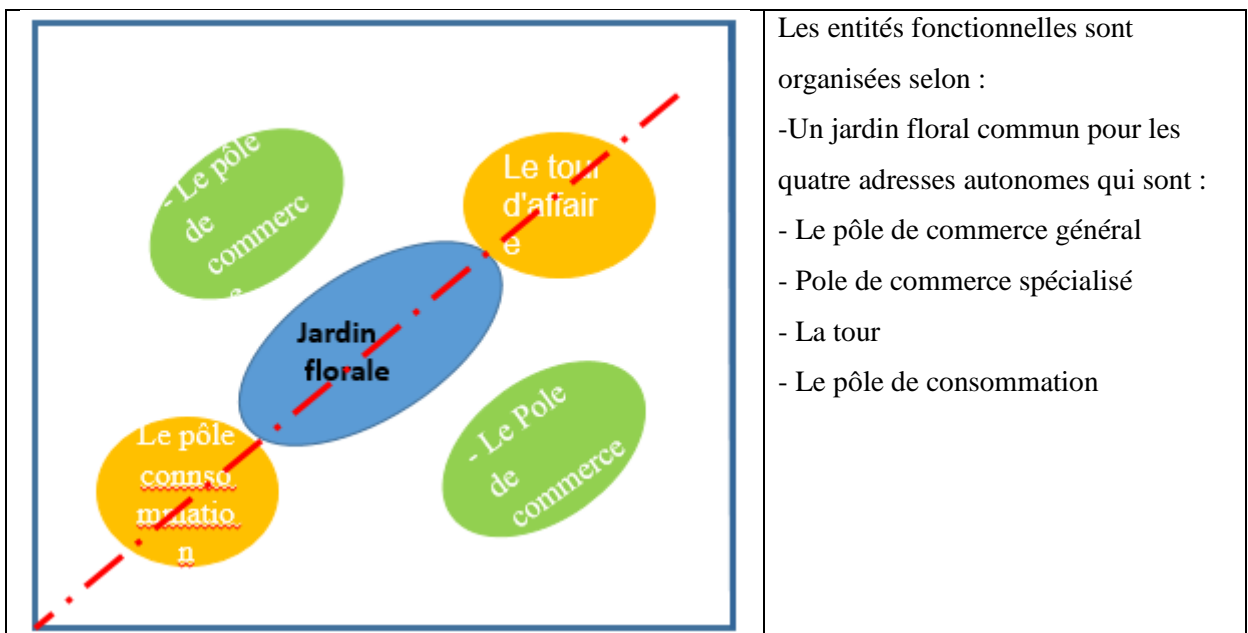 - Le pôle
de
commerc
e
Le tour
d'affair
e
Jardin
florale
Le pôle
connso
mmatio
n
- Le Pole
de
commerce
Les entités fonctionnelles sont
organisées selon :
-Un jardin floral commun pour les
quatre adresses autonomes qui sont :
- Le pôle de commerce général
- Pole de commerce spécialisé
- La tour
- Le pôle de consommation